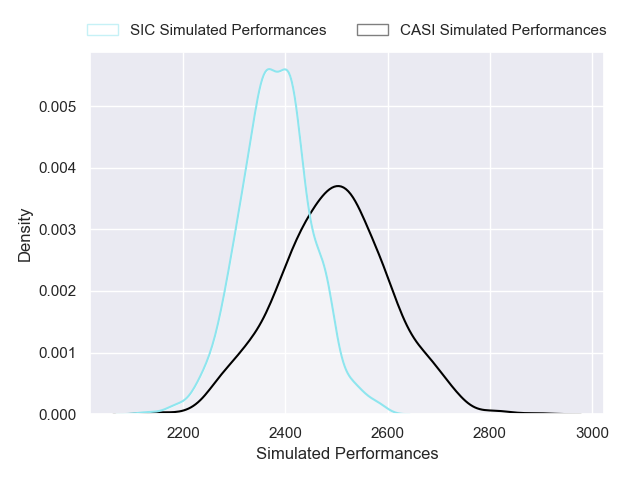 SIC Simulated Performances CASI Simulated Performances
0.005
0.004
0.003
0.002
0.001
0.000
Density
2200 2400 2600 2800 3000
Simulated Performances